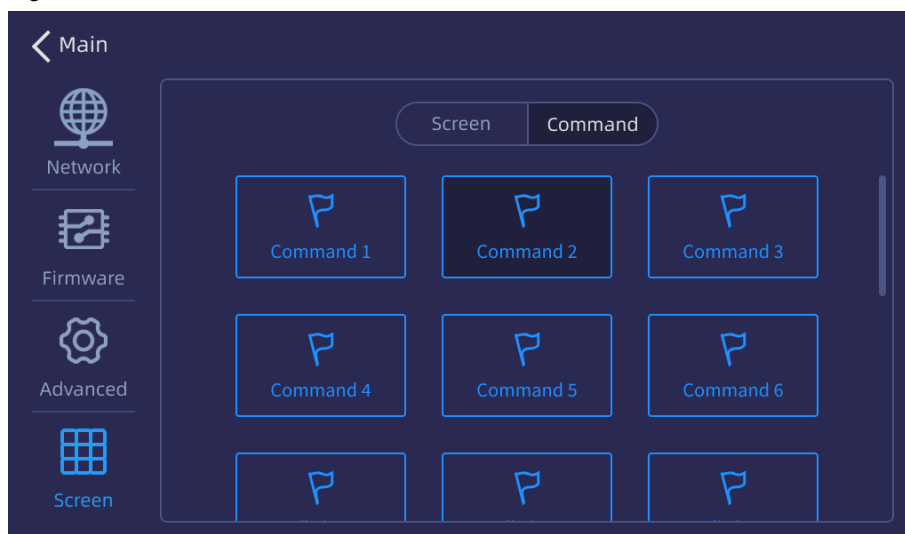 Main
Network
Firmware
Advanced
Screen
Screen Command
Command 1 Command 2 Command 3
Command 4 Command 5 Command 6